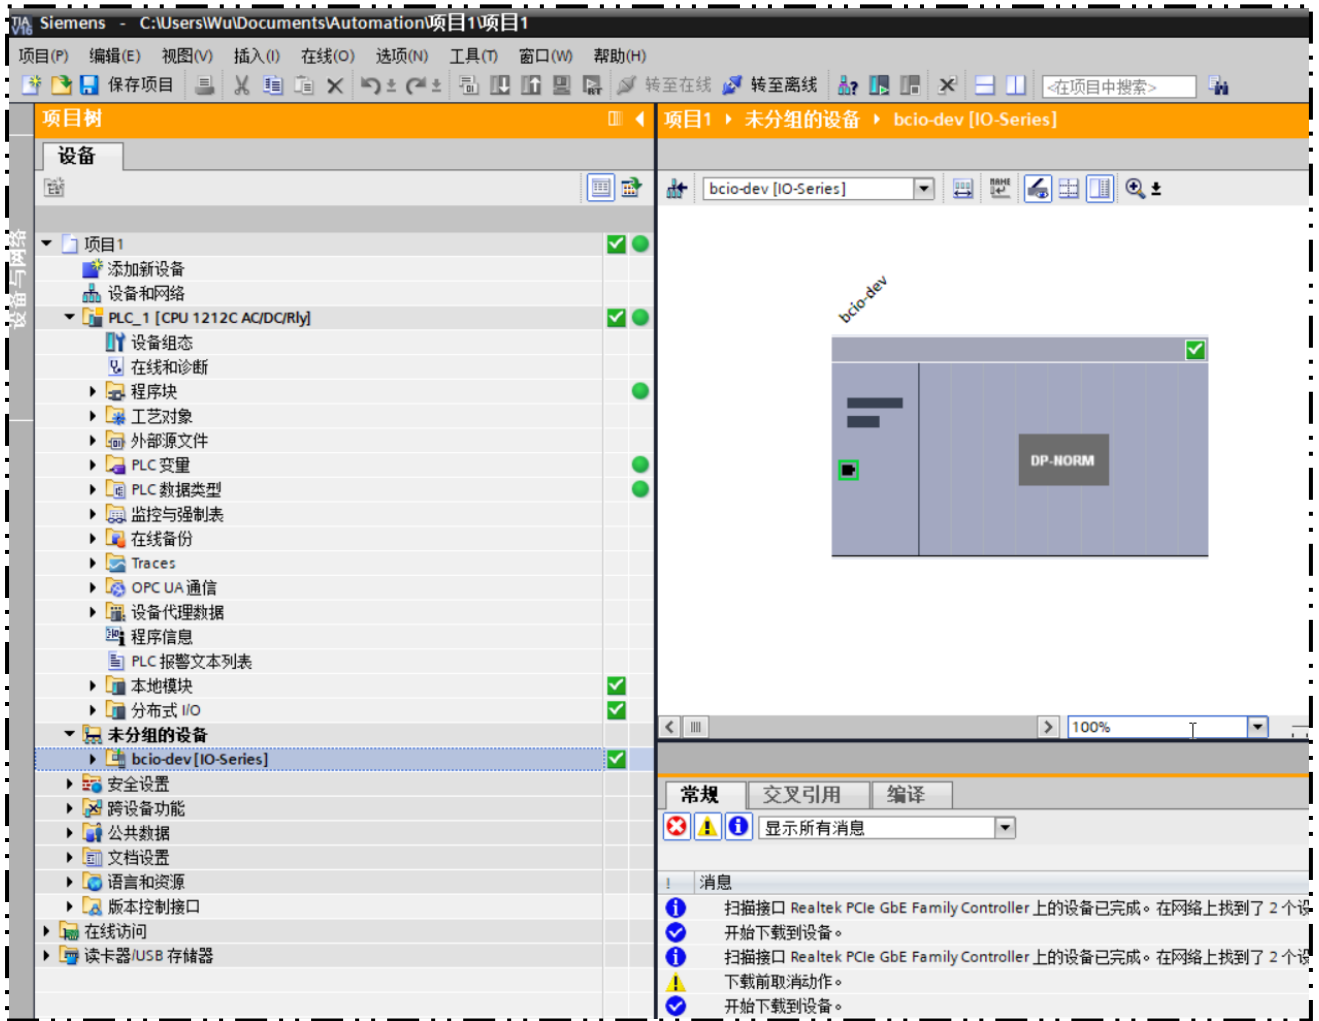 TIA V16 Siemens - C:\Users\Wu\Documents\Automation\项目1\项目1
项目(P) 编辑(E) 视图(V) 插入(I) 在线(O) 选项(N) 工具(T) 窗口(W) 帮助(H)
保存项目 转至在线 转至离线 <在项目中搜索>
项目树
项目1 未分组的设备 bcio-dev [IO-Series]
设备
bcio-dev [IO-Series]
设备与网络
项目1
添加新设备
设备和网络
PLC_1 [CPU 1212C AC/DC/Rly]
设备组态
在线和诊断
程序块
工艺对象
外部源文件
PLC 变量
PLC 数据类型
监控与强制表
在线备份
Traces
OPC UA 通信
设备代理数据
程序信息
PLC 报警文本列表
本地模块
分布式 I/O
未分组的设备
bcio-dev [IO-Series]
安全设置
跨设备功能
公共数据
文档设置
语言和资源
版本控制接口
在线访问
读卡器/USB 存储器
bcio-dev
DP-NORM
100%
常规 交叉引用 编译
显示所有消息
! 消息
扫描接口 Realtek PCIe GbE Family Controller 上的设备已完成。在网络上找到了 2 个设
开始下载到设备。
扫描接口 Realtek PCIe GbE Family Controller 上的设备已完成。在网络上找到了 2 个设
下载前取消动作。
开始下载到设备。